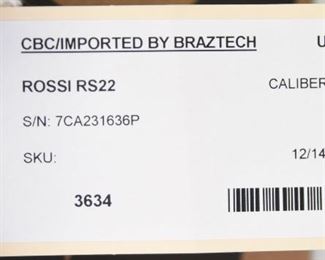 CBC/IMPORTED BY BRAZTECH U
ROSSI RS22 CALIBER
S/N: 7CA231636P
SKU: 12/14
3634